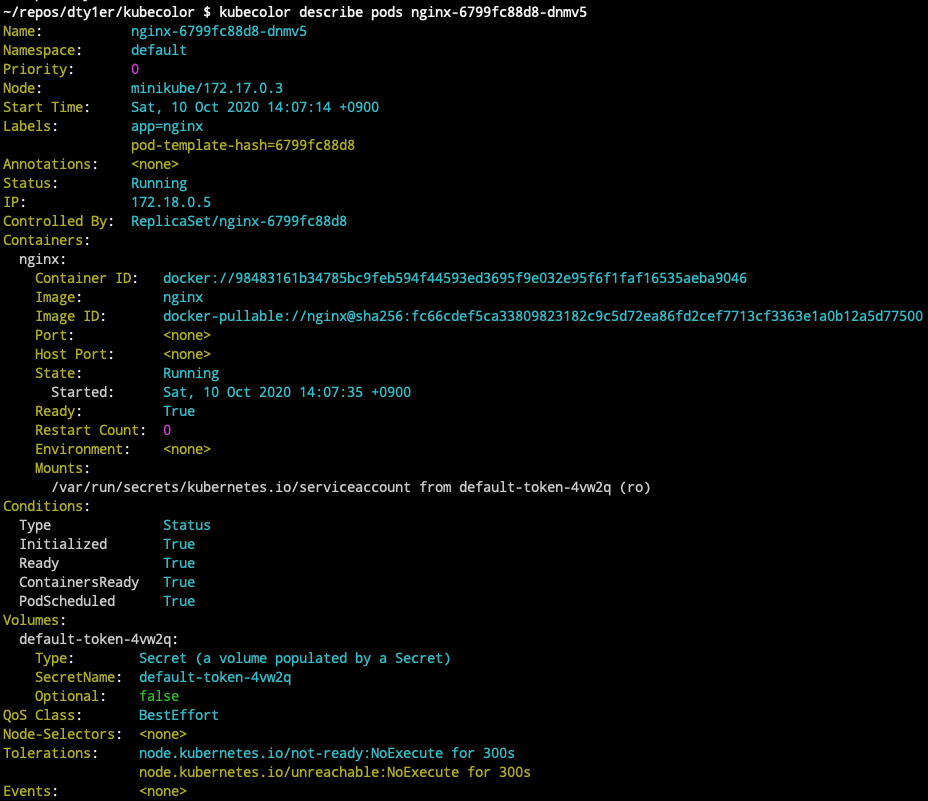 ~/repos/dty1er/kubecolor $ kubecolor describe pods nginx-6799fc88d8-dnmv5
Name:           nginx-6799fc88d8-dnmv5
Namespace:      default
Priority:       0
Node:           minikube/172.17.0.3
Start Time:     Sat, 10 Oct 2020 14:07:14 +0900
Labels:         app=nginx
                pod-template-hash=6799fc88d8
Annotations:    <none>
Status:         Running
IP:             172.18.0.5
Controlled By:  ReplicaSet/nginx-6799fc88d8
Containers:
  nginx:
    Container ID:   docker://98483161b34785bc9feb594f44593ed3695f9e032e95f6f1faf16535aeba9046
    Image:          nginx
    Image ID:       docker-pullable://nginx@sha256:fc66cdef5ca33809823182c9c5d72ea86fd2cef7713cf3363e1a0b12a5d77500
    Port:           <none>
    Host Port:      <none>
    State:          Running
      Started:      Sat, 10 Oct 2020 14:07:35 +0900
    Ready:          True
    Restart Count:  0
    Environment:    <none>
    Mounts:
      /var/run/secrets/kubernetes.io/serviceaccount from default-token-4vw2q (ro)
Conditions:
  Type              Status
  Initialized       True
  Ready             True
  ContainersReady   True
  PodScheduled      True
Volumes:
  default-token-4vw2q:
    Type:        Secret (a volume populated by a Secret)
    SecretName:  default-token-4vw2q
    Optional:    false
QoS Class:       BestEffort
Node-Selectors:  <none>
Tolerations:     node.kubernetes.io/not-ready:NoExecute for 300s
                 node.kubernetes.io/unreachable:NoExecute for 300s
Events:          <none>